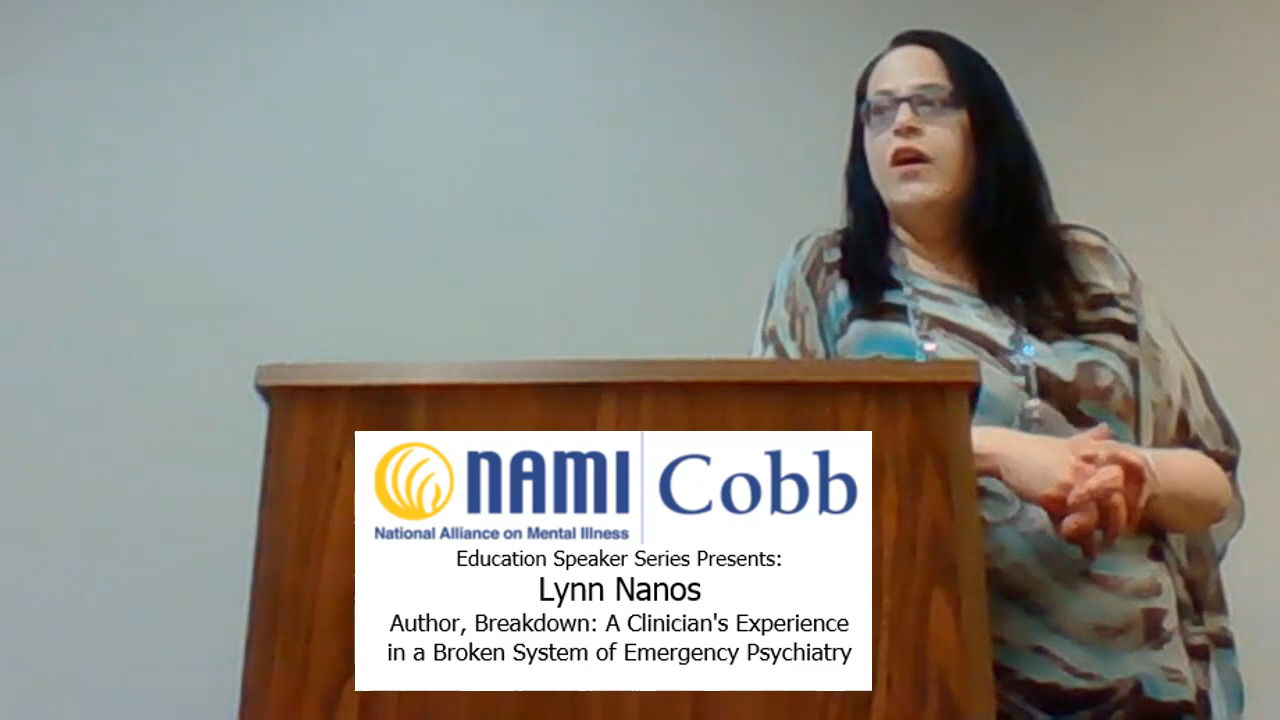 NAMI Cobb
National Alliance on Mental Illness
Education Speaker Series Presents:
Lynn Nanos
Author, Breakdown: A Clinician's Experience
in a Broken System of Emergency Psychiatry